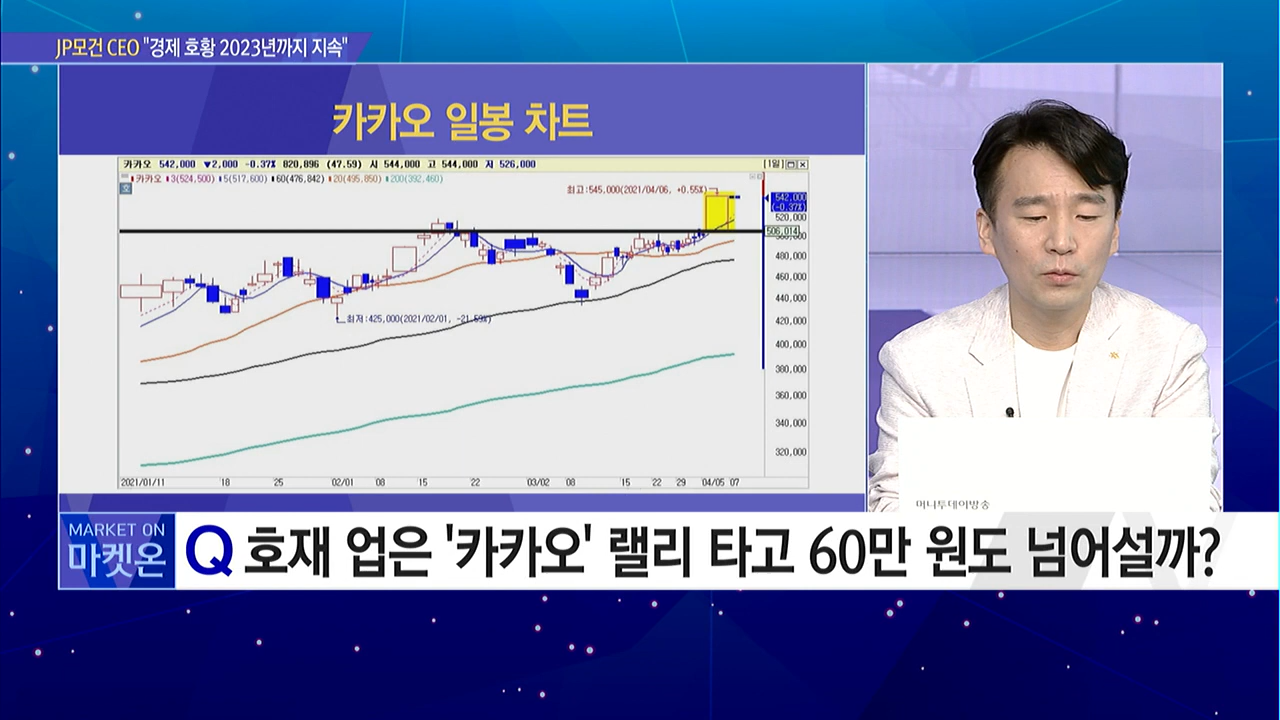 JP모건 CEO "경제 호황 2023년까지 지속"
카카오 일봉 차트
카카오 542,000 ▼2,000 -0.37% 820,896 (47.59) 시 544,000 고 544,000 저 526,000 [1일]
카카오 3(524,500) 5(517,600) 60(476,842) 20(495,850) 200(392,460)
최고:545,000(2021/04/06, +0.55%)
542,000
(-0.37%)
520,000
506,014
480,000
460,000
440,000
최저:425,000(2021/02/01, -21.59%)
420,000
400,000
380,000
360,000
340,000
320,000
2021/01/11 18 25 02/01 08 15 22 03/02 08 15 22 29 04/05 07
머니투데이방송
MARKET ON
마켓온
Q 호재 업은 '카카오' 랠리 타고 60만 원도 넘어설까?